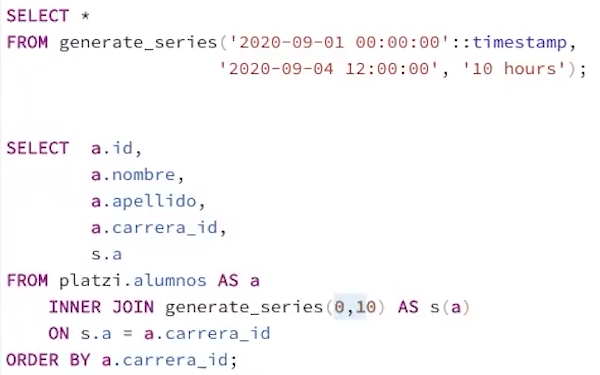 SELECT *
FROM generate_series('2020-09-01 00:00:00'::timestamp,
'2020-09-04 12:00:00', '10 hours');
SELECT a.id,
a.nombre,
a.apellido,
a.carrera_id,
s.a
FROM platzi.alumnos AS a
INNER JOIN generate_series(0,10) AS s(a)
ON s.a = a.carrera_id
ORDER BY a.carrera_id;